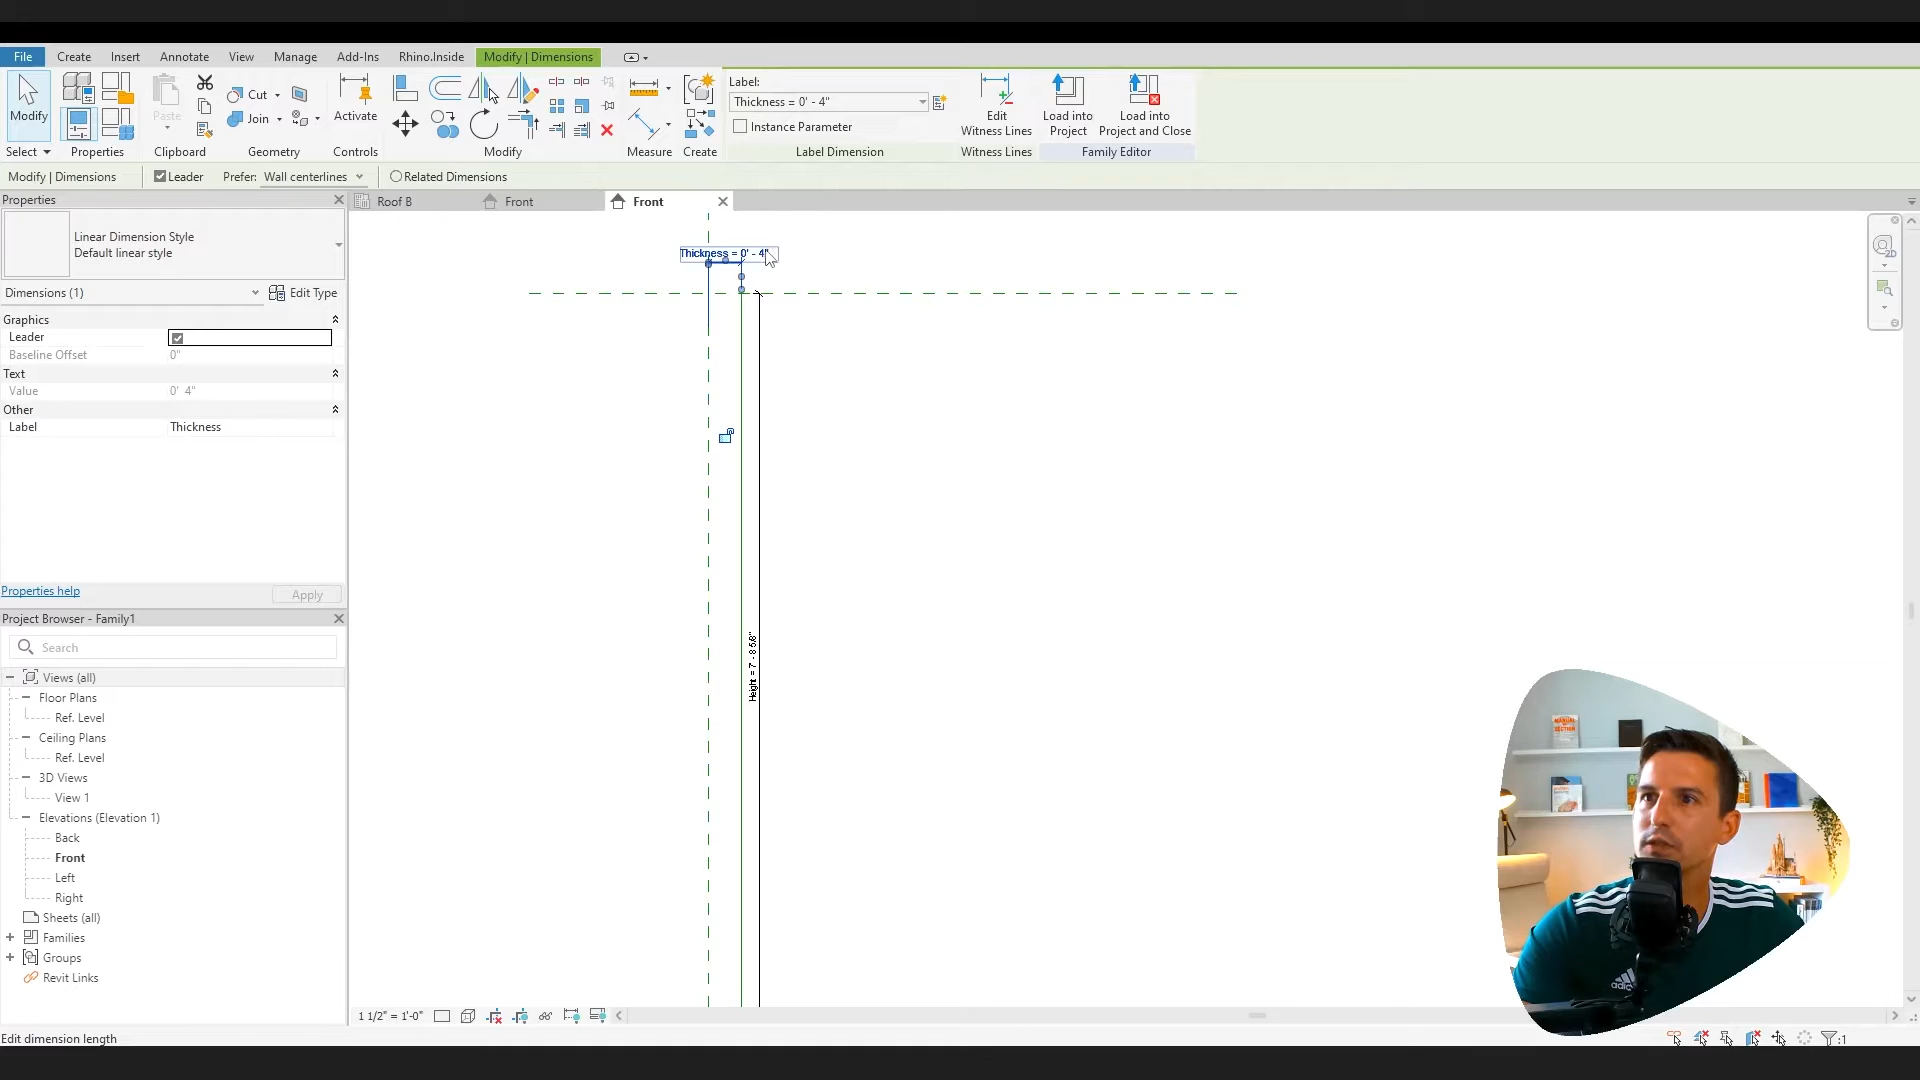 File Create Insert Annotate View Manage Add-Ins Rhino.Inside Modify | Dimensions
Modify
Paste
Cut
Join
Activate
Label:
Thickness = 0' - 4"
Instance Parameter
Edit
Witness Lines
Load into
Project
Load into
Project and Close
Select Properties Clipboard Geometry Controls Modify Measure Create Label Dimension Witness Lines Family Editor
Modify | Dimensions Leader Prefer: Wall centerlines Related Dimensions
Properties
Roof B Front Front
Linear Dimension Style
Default linear style
Dimensions (1) Edit Type
Graphics
Leader
Baseline Offset 0"
Text
Value 0' 4"
Other
Label Thickness
Properties help Apply
Thickness = 0' - 4"
Height = 7' - 8 5/8"
Project Browser - Family1
Search
Views (all)
Floor Plans
Ref. Level
Ceiling Plans
Ref. Level
3D Views
View 1
Elevations (Elevation 1)
Back
Front
Left
Right
Sheets (all)
Families
Groups
Revit Links
1 1/2" = 1'-0"
Edit dimension length
:1
MANUAL OF SECTION